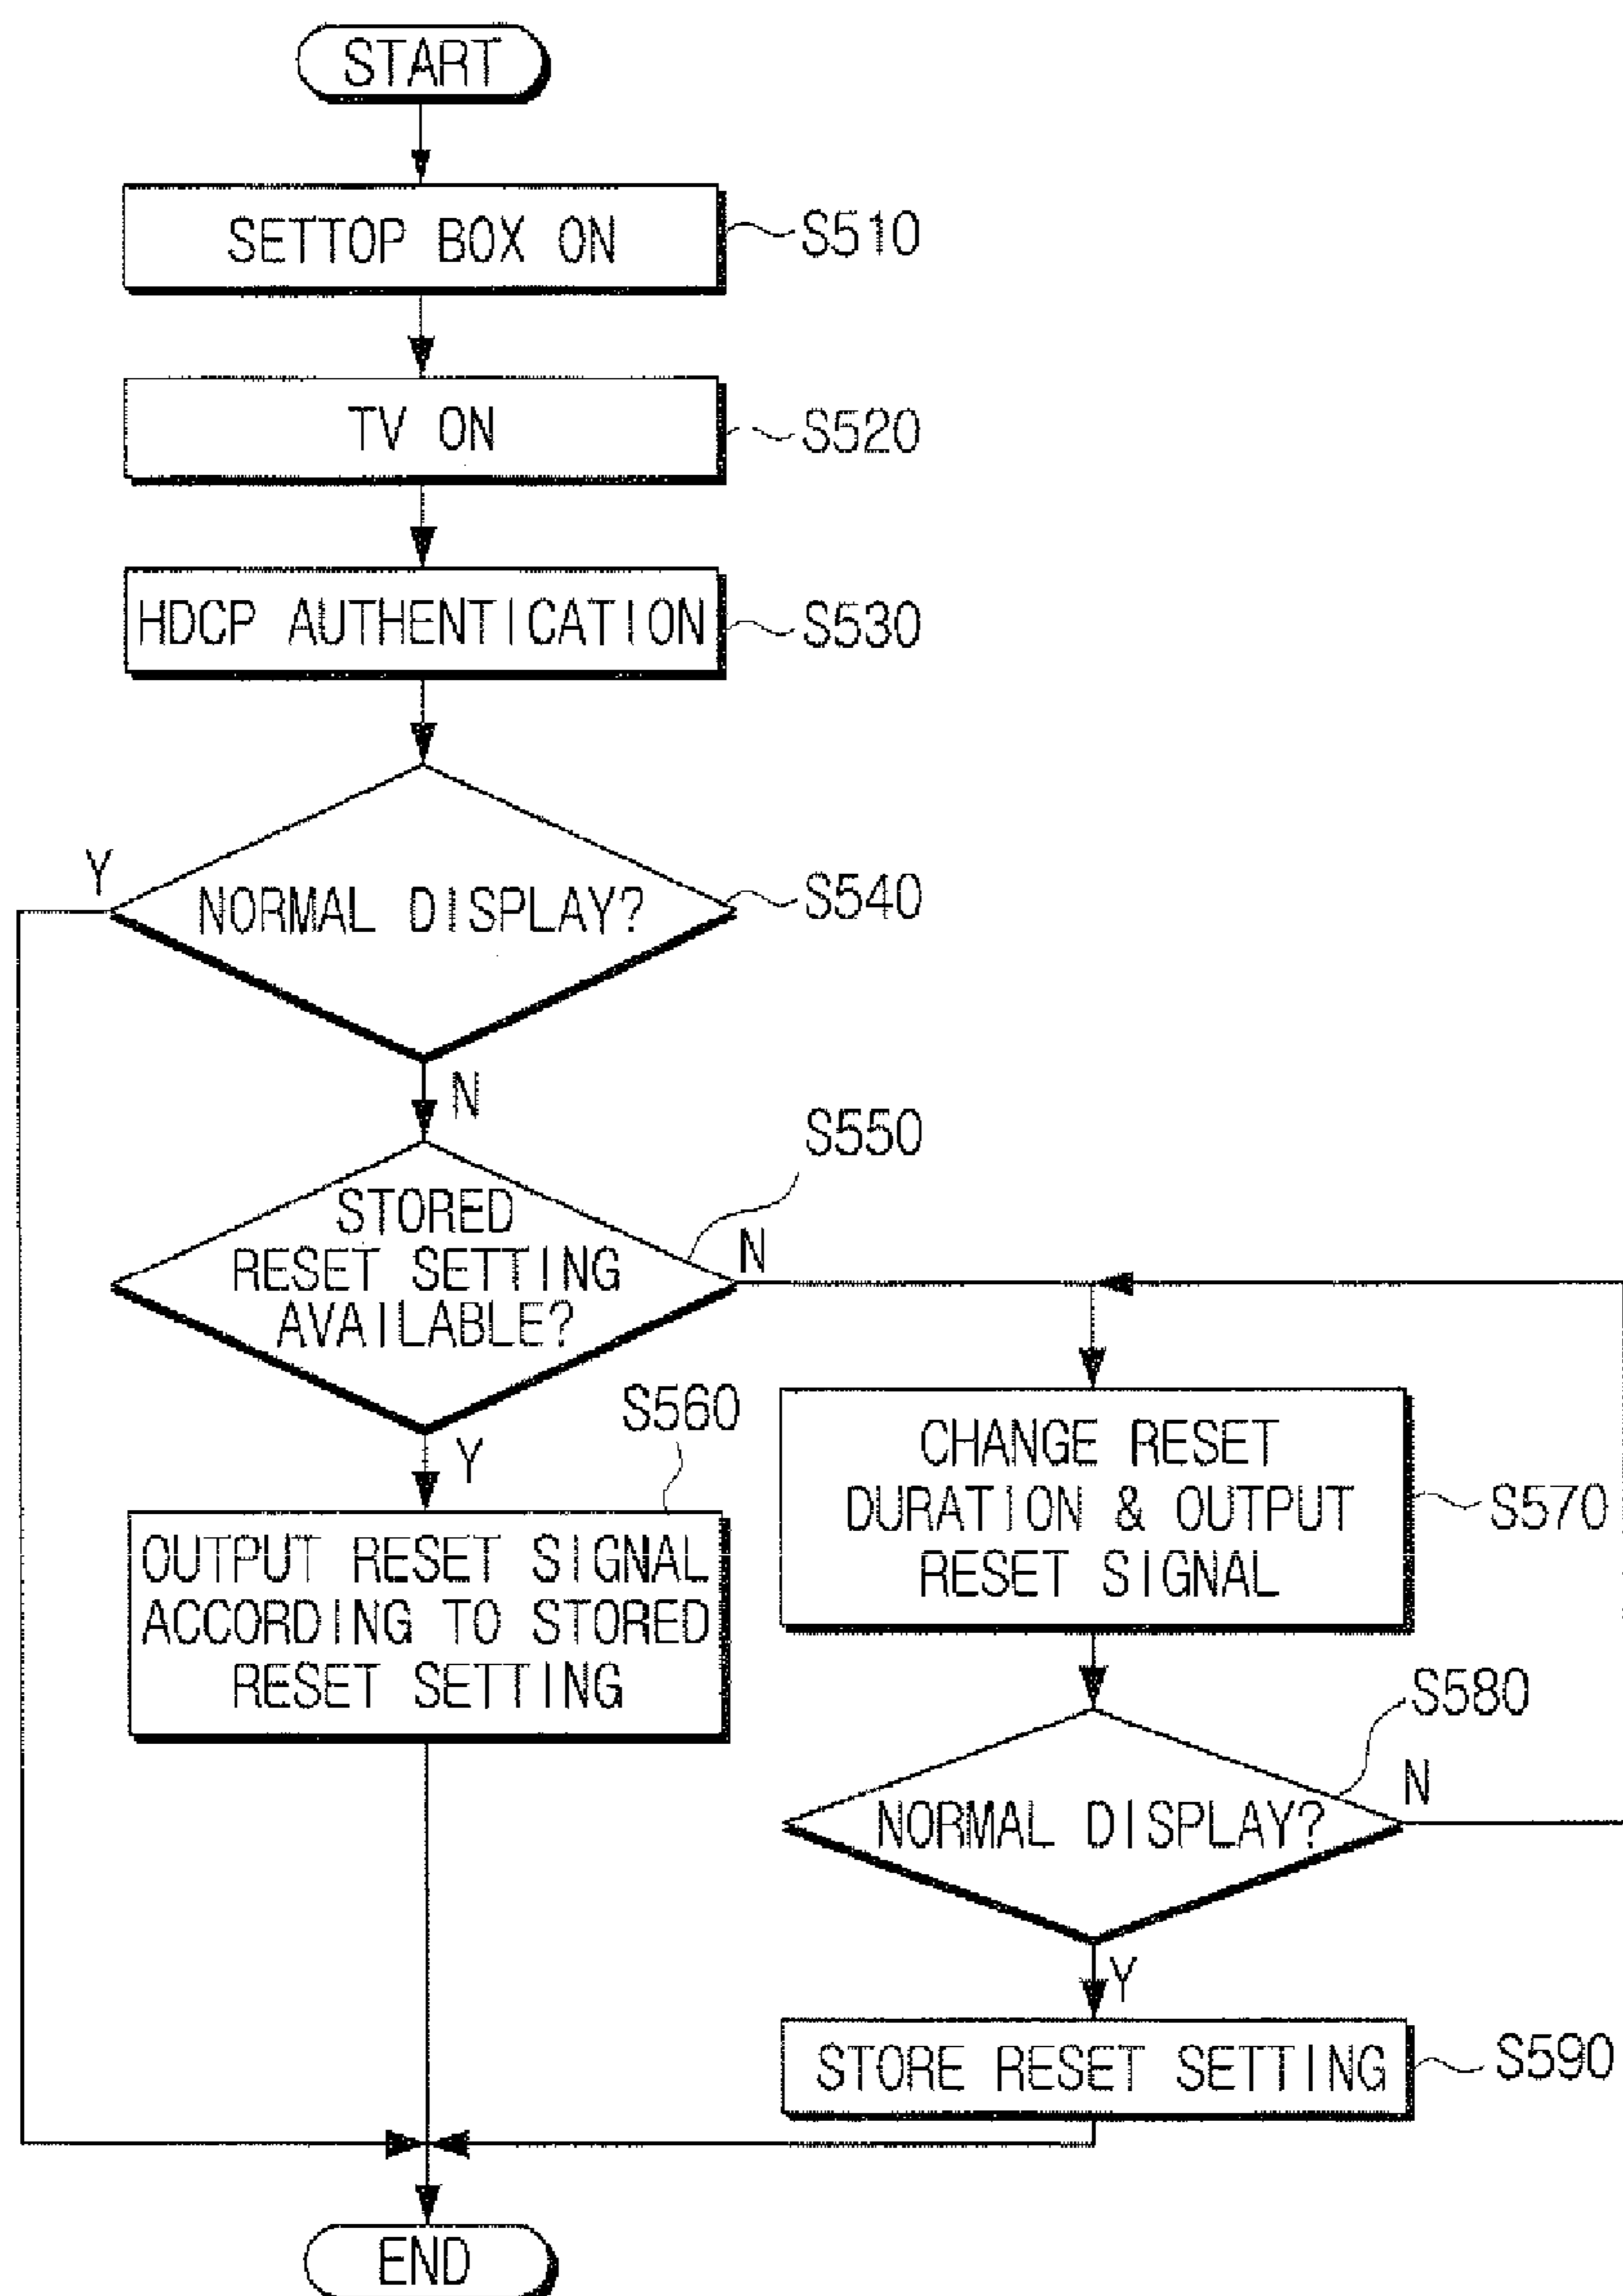 START
SETTOP BOX ON
S510
TV ON
S520
HDCP AUTHENTICATION
S530
Y
NORMAL DISPLAY?
S540
N
S550
STORED
RESET SETTING
AVAILABLE?
N
S560
Y
OUTPUT RESET SIGNAL
ACCORDING TO STORED
RESET SETTING
CHANGE RESET
DURATION & OUTPUT
RESET SIGNAL
S570
S580
NORMAL DISPLAY?
N
Y
STORE RESET SETTING
S590
END